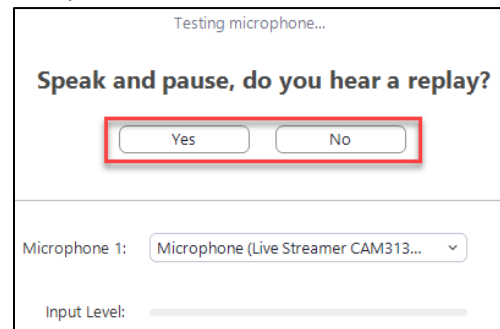 Testing microphone...
Speak and pause, do you hear a replay?
Yes No
Microphone 1: Microphone (Live Streamer CAM313...
Input Level: